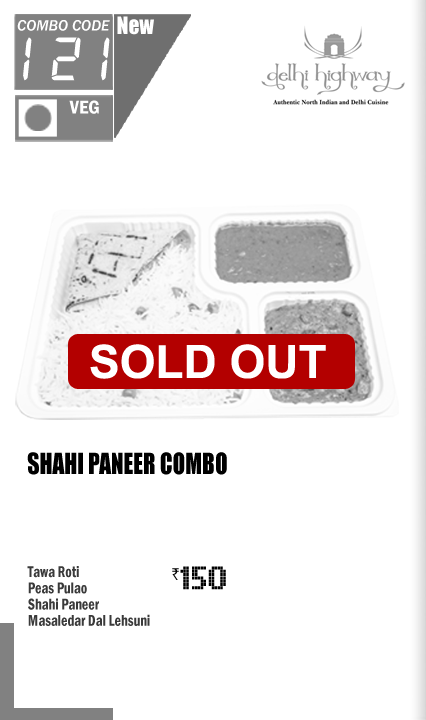 COMBO CODE
New
121
VEG
delhi highway
Authentic North Indian and Delhi Cuisine
SOLD OUT
SHAHI PANEER COMBO
Tawa Roti
₹150
Peas Pulao
Shahi Paneer
Masaledar Dal Lehsuni